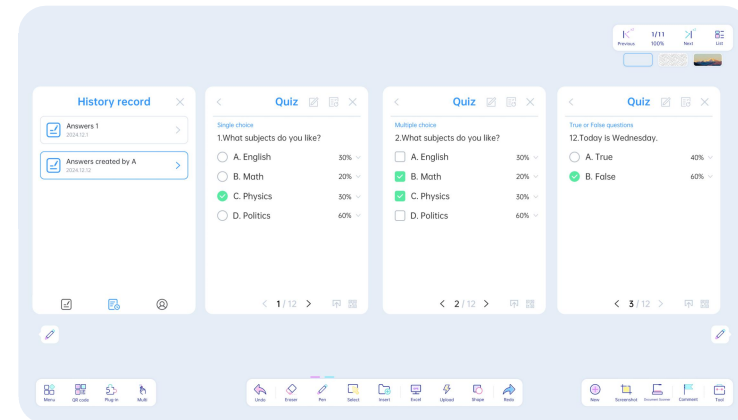 Previous
1/11
100%
Next
List
History record
Answers 1
2024.12.1
Answers created by A
2024.12.12
Quiz
Single choice
1.What subjects do you like?
A. English 30%
B. Math 20%
C. Physics 30%
D. Politics 60%
1 / 12
Quiz
Multiple choice
2.What subjects do you like?
A. English 30%
B. Math 20%
C. Physics 30%
D. Politics 60%
2 / 12
Quiz
True or False questions
12.Today is Wednesday.
A. True 40%
B. False 60%
3 / 12
Menu QR code Plug in Multi
Undo Eraser Pen Select Insert Excel Upload Shape Redo
New Screenshot Document Scanner Comment Tool